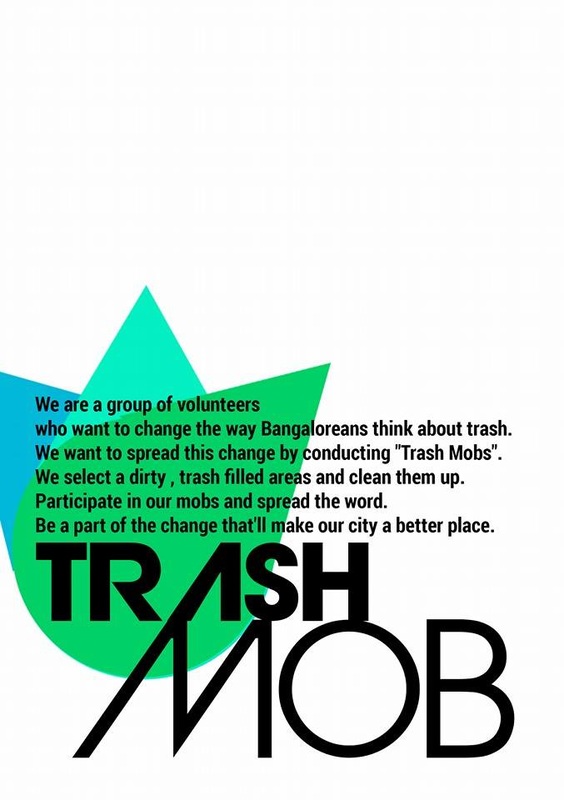 We are a group of volunteers
who want to change the way Bangaloreans think about trash.
We want to spread this change by conducting "Trash Mobs".
We select a dirty , trash filled areas and clean them up.
Participate in our mobs and spread the word.
Be a part of the change that'll make our city a better place.
TRASH
MOB